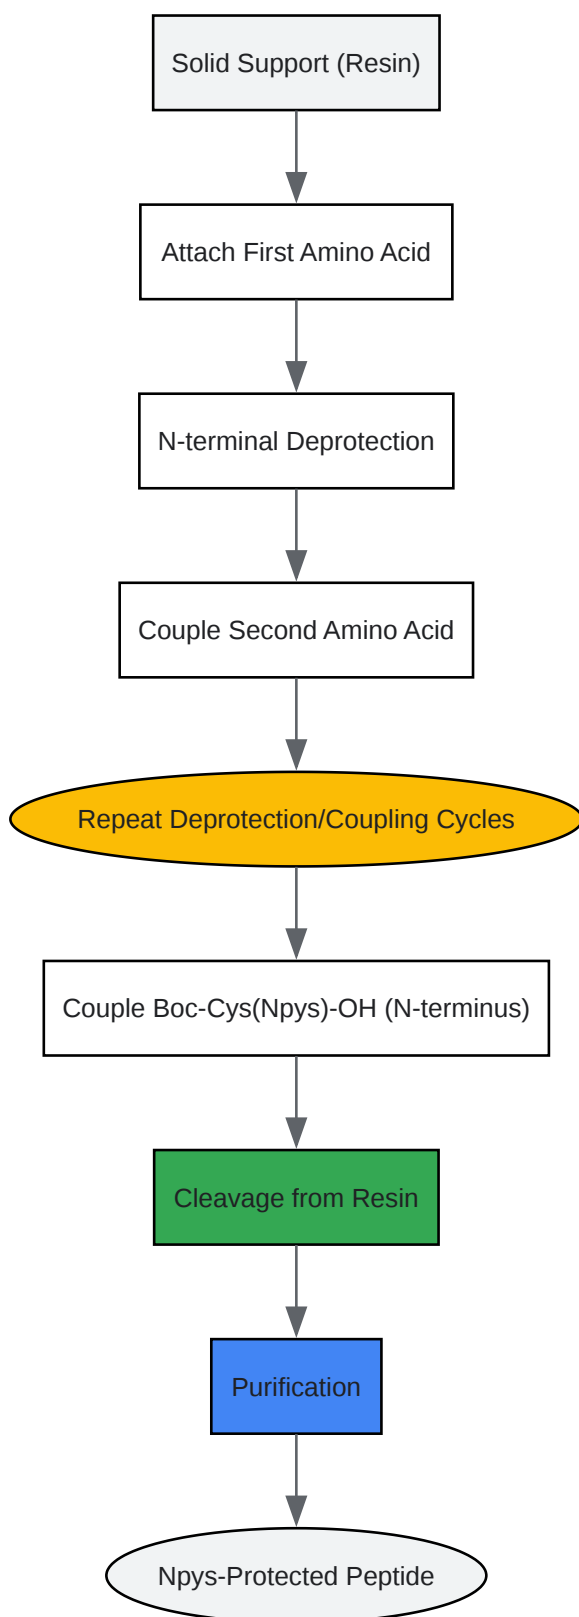 Solid Support (Resin)
Attach First Amino Acid
N-terminal Deprotection
Couple Second Amino Acid
Repeat Deprotection/Coupling Cycles
Couple Boc-Cys(Npys)-OH (N-terminus)
Cleavage from Resin
Purification
Npys-Protected Peptide